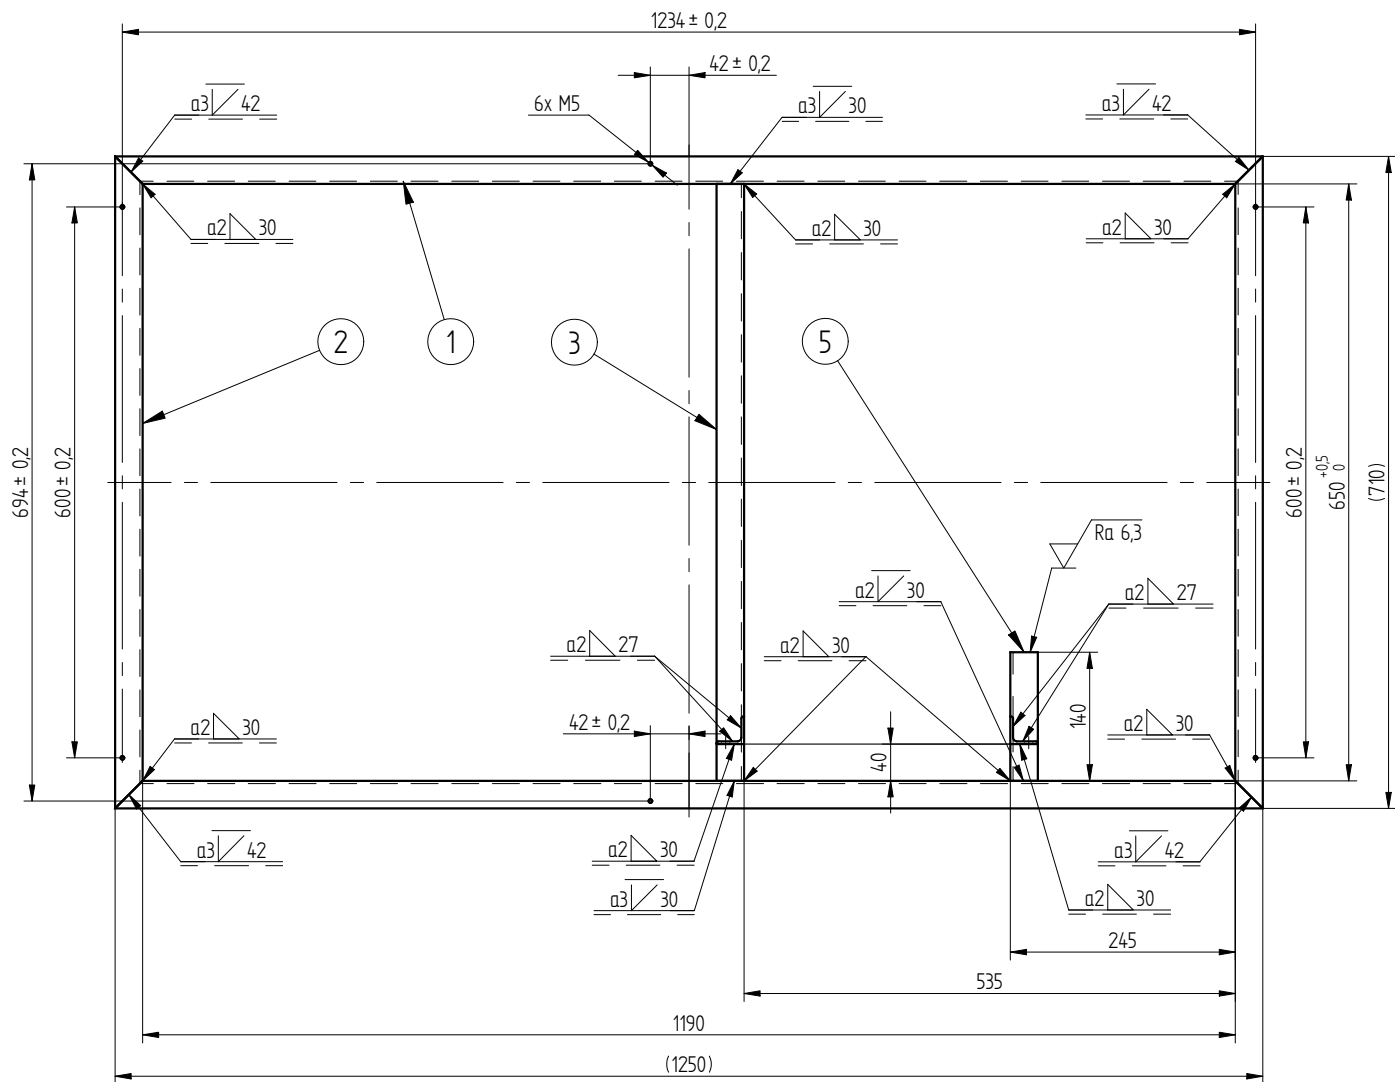 1234 ± 0,2
42 ± 0,2
a3 42
6x M5
a3 30
a3 42
a2 30
a2 30
a2 30
2
1
3
5
694 ± 0,2
600 ± 0,2
600 ± 0,2
650 +0,5 0
(710)
Ra 6,3
a2 30
a2 27
a2 27
a2 30
140
a2 30
42 ± 0,2
a2 30
40
a3 42
a2 30
a3 42
a3 30
a2 30
245
535
1190
(1250)